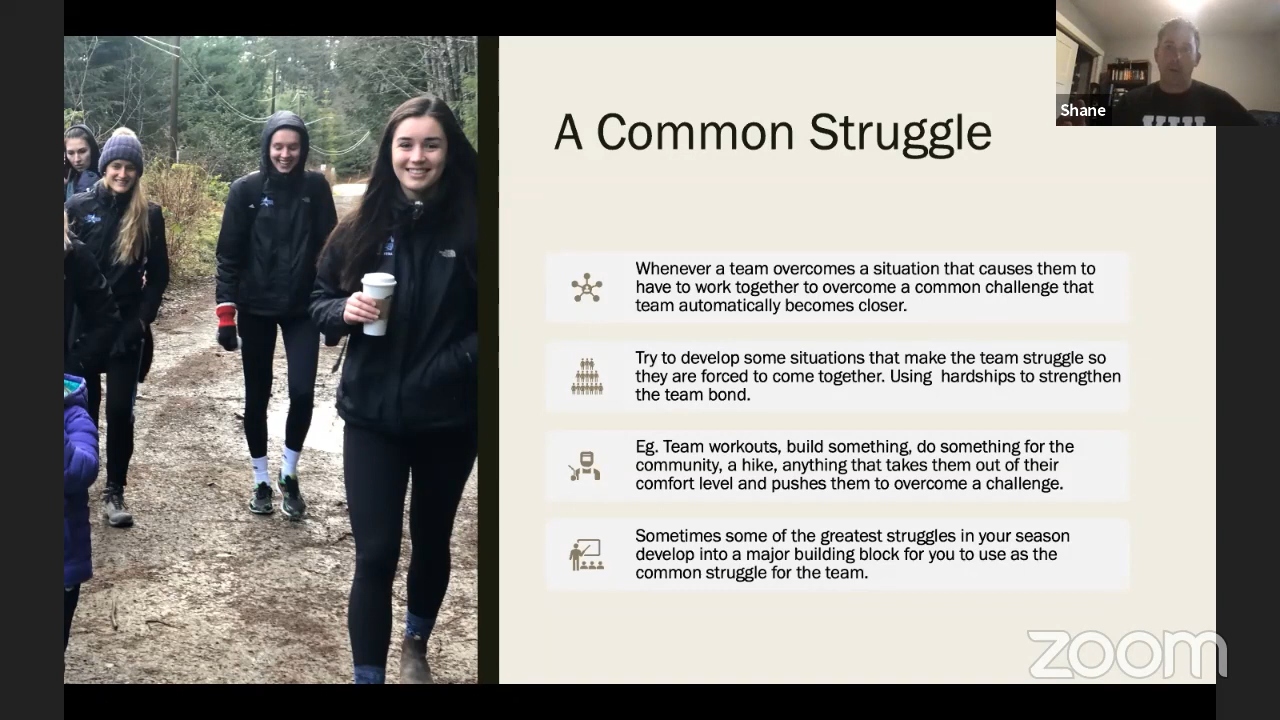 Shane
A Common Struggle
Whenever a team overcomes a situation that causes them to
have to work together to overcome a common challenge that
team automatically becomes closer.
Try to develop some situations that make the team struggle so
they are forced to come together. Using  hardships to strengthen
the team bond.
Eg. Team workouts, build something, do something for the
community, a hike, anything that takes them out of their
comfort level and pushes them to overcome a challenge.
Sometimes some of the greatest struggles in your season
develop into a major building block for you to use as the
common struggle for the team.
zoom